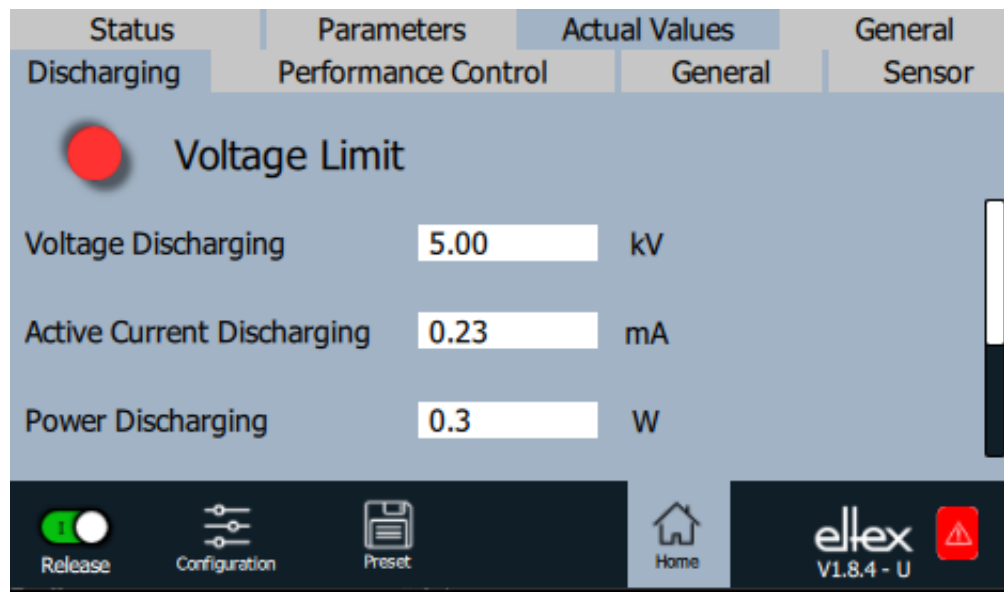 Status Parameters Actual Values General
Discharging Performance Control General Sensor
Voltage Limit
Voltage Discharging 5.00 kV
Active Current Discharging 0.23 mA
Power Discharging 0.3 W
I
Release Configuration Preset Home eltex
V1.8.4 - U